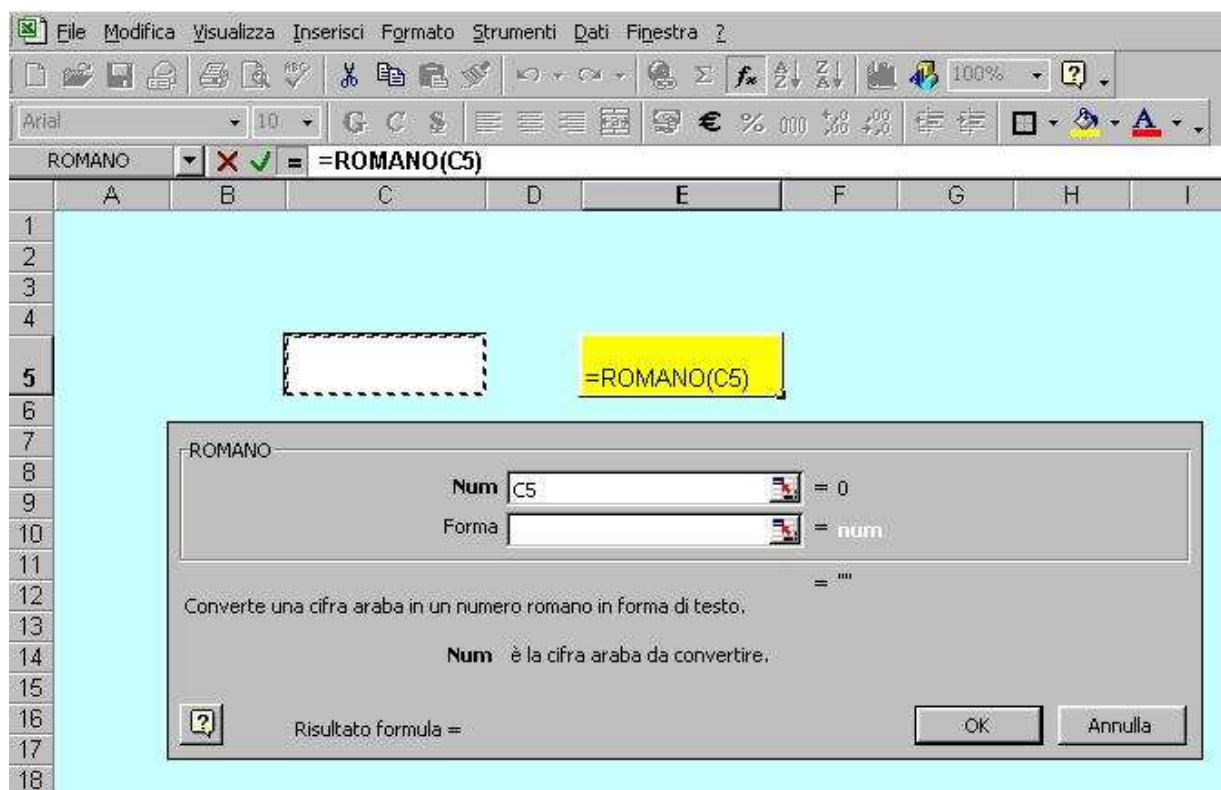 File Modifica Visualizza Inserisci Formato Strumenti Dati Finestra ?
ABC Σ fx A Z Z A 100% ?
Arial 10 G C S € % 000 ,00 A
ROMANO = =ROMANO(C5)
A B C D E F G H I
1
2
3
4
5 =ROMANO(C5)
6
7
ROMANO
8
Num C5 = 0
9
10 Forma = num
11
= ""
12
Converte una cifra araba in un numero romano in forma di testo.
13
14 Num è la cifra araba da convertire.
15
16 ? Risultato formula = OK Annulla
17
18